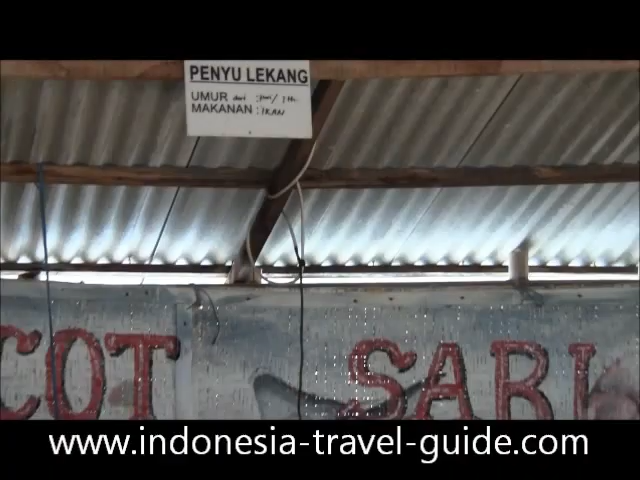 PENYU LEKANG
UMUR
MAKANAN : IKAN
COT SARI
www.indonesia-travel-guide.com